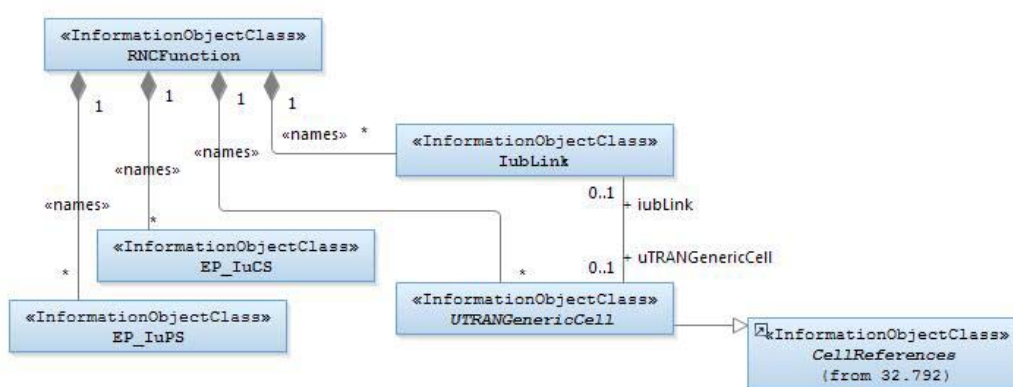 «InformationObjectClass»
RNCFunction
1
1
1
1
«names»
*
«names»
«names»
«names»
«InformationObjectClass»
IubLink
0..1
+ iubLink
*
«InformationObjectClass»
EP_IuCS
+ uTRANGenericCell
0..1
*
*
«InformationObjectClass»
UTRANGenericCell
«InformationObjectClass»
EP_IuPS
«InformationObjectClass»
CellReferences
(from 32.792)